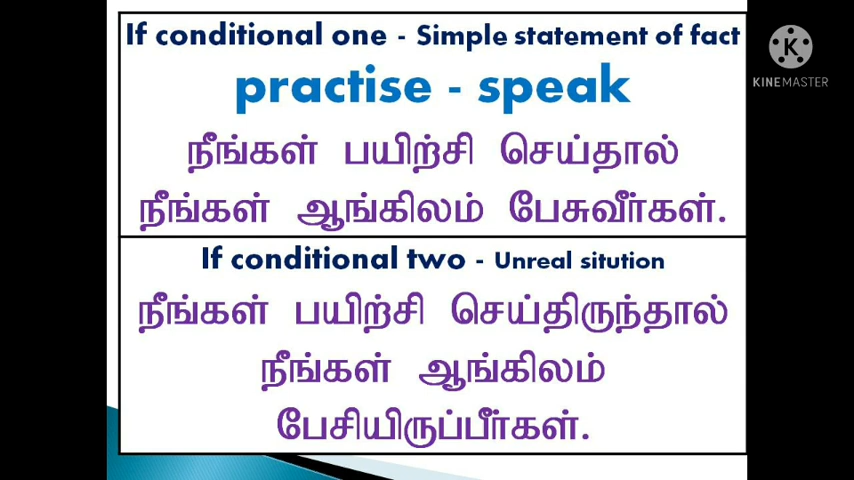 If conditional one - Simple statement of fact
practise - speak
நீங்கள் பயிற்சி செய்தால்
நீங்கள் ஆங்கிலம் பேசுவீர்கள்.
If conditional two - Unreal sitution
நீங்கள் பயிற்சி செய்திருந்தால்
நீங்கள் ஆங்கிலம்
பேசியிருப்பீர்கள்.
K
KINEMASTER